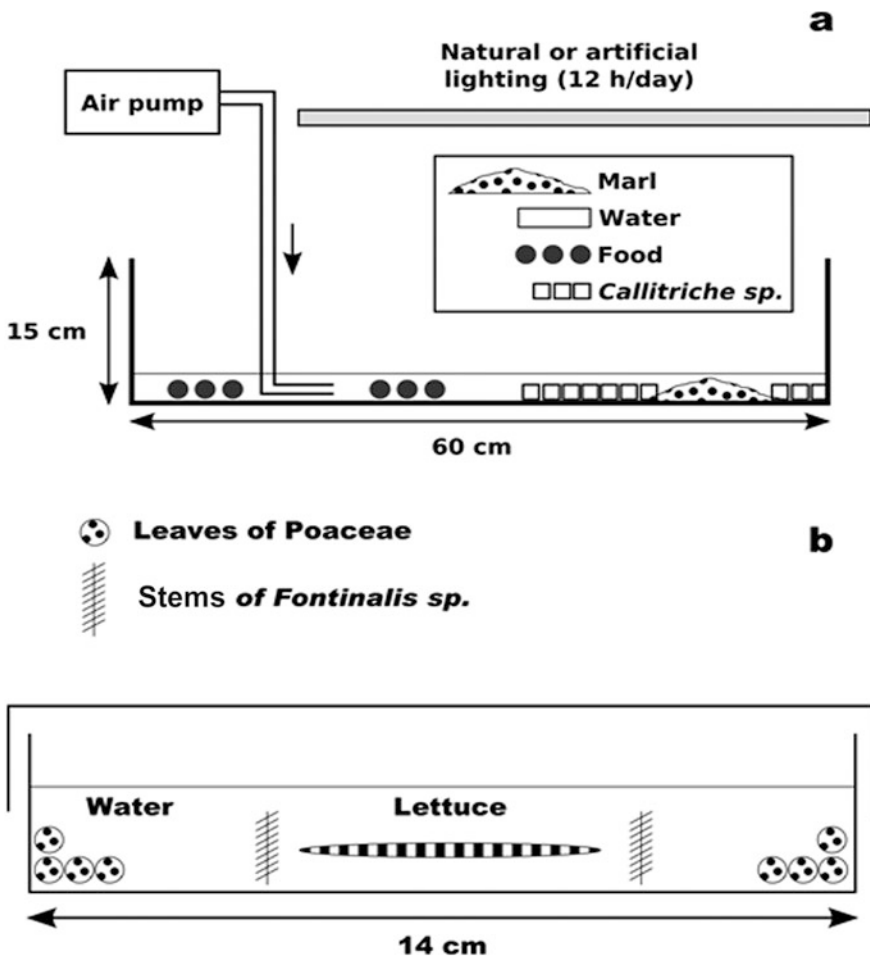 a
Natural or artificial
lighting (12 h/day)
Air pump
Marl
Water
Food
Callitriche sp.
15 cm
60 cm
Leaves of Poaceae
b
Stems of Fontinalis sp.
Water
Lettuce
14 cm